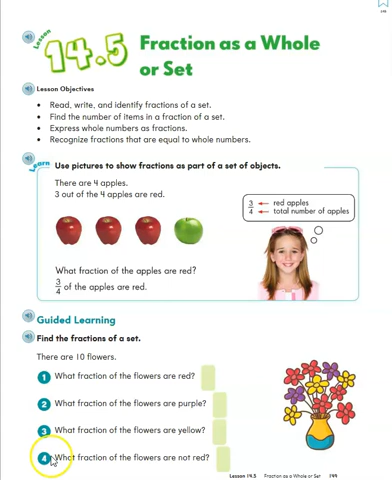 Lesson
14.5
Fraction as a Whole
or Set
Lesson Objectives
• Read, write, and identify fractions of a set.
• Find the number of items in a fraction of a set.
• Express whole numbers as fractions.
• Recognize fractions that are equal to whole numbers.
Learn
Use pictures to show fractions as part of a set of objects.
There are 4 apples.
3 out of the 4 apples are red.
3 ← red apples
4 ← total number of apples
What fraction of the apples are red?
3/4 of the apples are red.
Guided Learning
Find the fractions of a set.
There are 10 flowers.
1 What fraction of the flowers are red?
2 What fraction of the flowers are purple?
3 What fraction of the flowers are yellow?
4 What fraction of the flowers are not red?
Lesson 14.5 Fraction as a Whole or Set